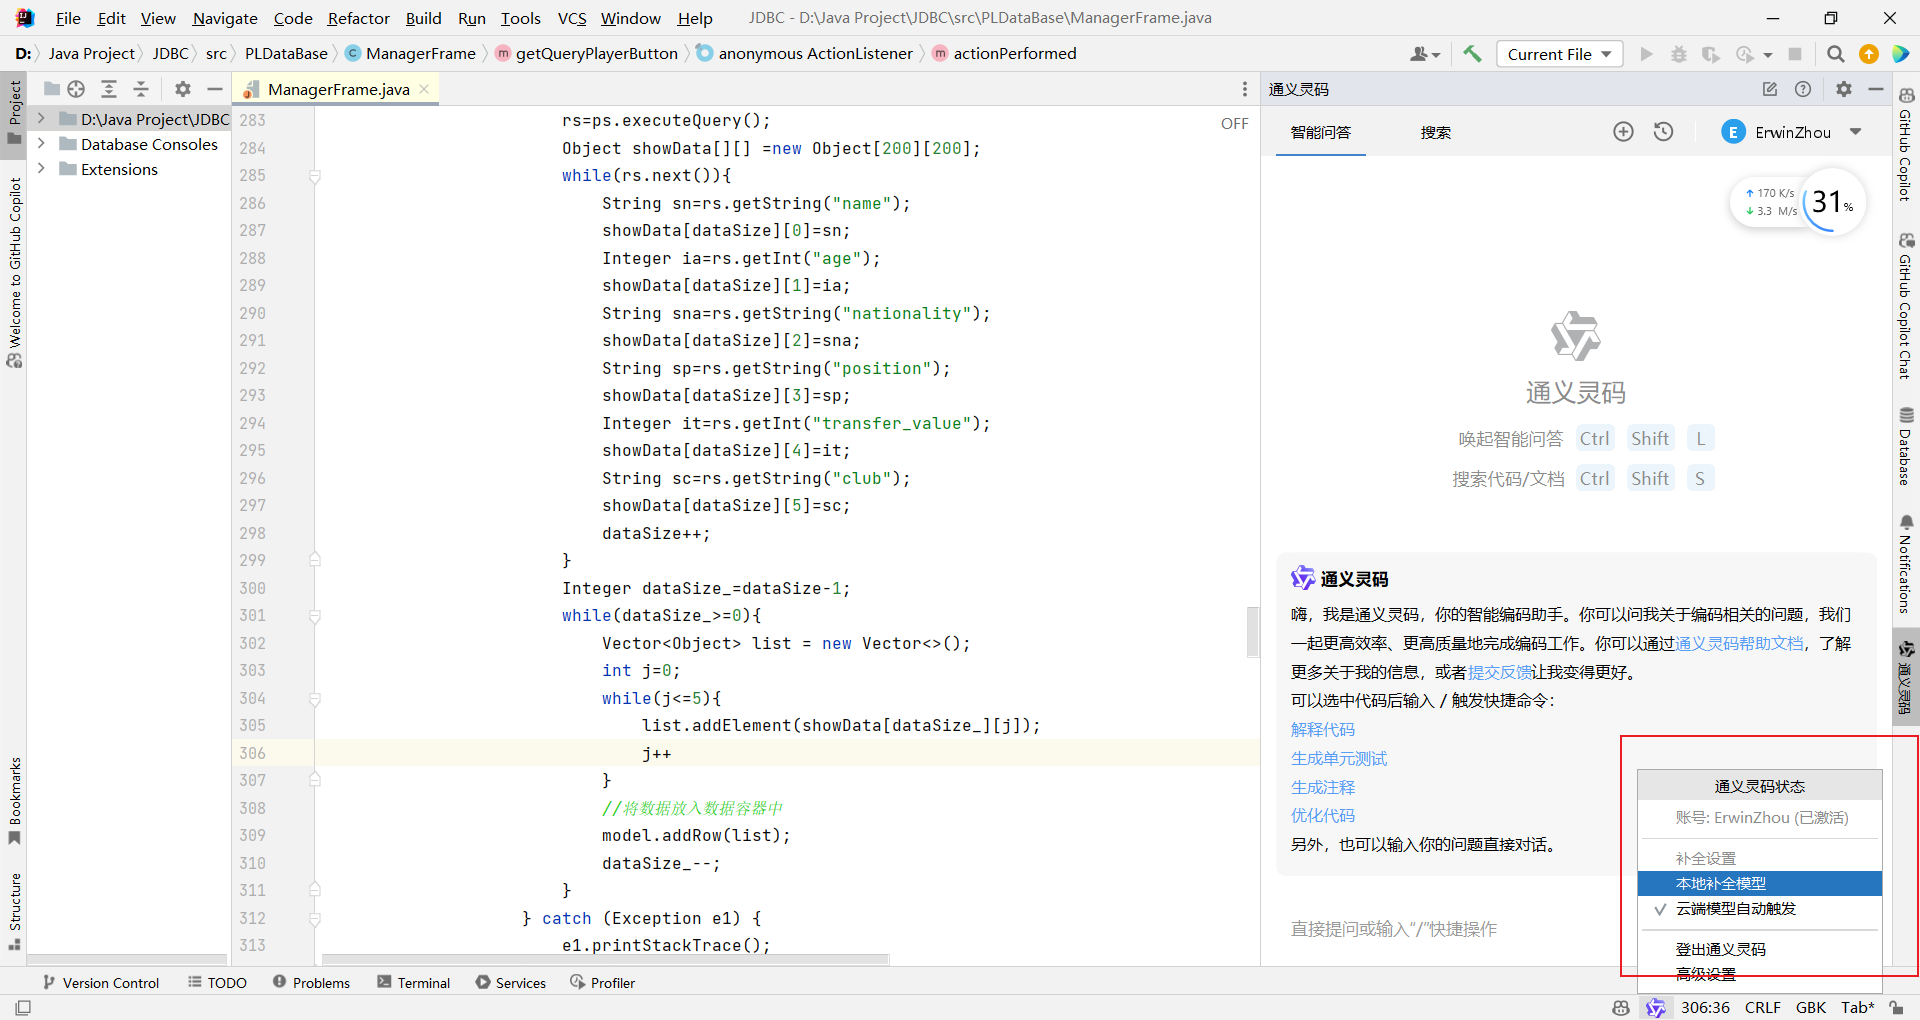 File Edit View Navigate Code Refactor Build Run Tools VCS Window Help JDBC - D:\Java Project\JDBC\src\PLDataBase\ManagerFrame.java
D: Java Project JDBC src PLDataBase ManagerFrame getQueryPlayerButton anonymous ActionListener actionPerformed Current File
Project
Welcome to GitHub Copilot
Bookmarks
Structure
D:\Java Project\JDBC
Database Consoles
Extensions
ManagerFrame.java
OFF
283 rs=ps.executeQuery();
284 Object showData[][] =new Object[200][200];
285 while(rs.next()){
286 String sn=rs.getString("name");
287 showData[dataSize][0]=sn;
288 Integer ia=rs.getInt("age");
289 showData[dataSize][1]=ia;
290 String sna=rs.getString("nationality");
291 showData[dataSize][2]=sna;
292 String sp=rs.getString("position");
293 showData[dataSize][3]=sp;
294 Integer it=rs.getInt("transfer_value");
295 showData[dataSize][4]=it;
296 String sc=rs.getString("club");
297 showData[dataSize][5]=sc;
298 dataSize++;
299 }
300 Integer dataSize_=dataSize-1;
301 while(dataSize_>=0){
302 Vector<Object> list = new Vector<>();
303 int j=0;
304 while(j<=5){
305 list.addElement(showData[dataSize_][j]);
306 j++
307 }
308 //将数据放入数据容器中
309 model.addRow(list);
310 dataSize_--;
311 }
312 } catch (Exception e1) {
313 e1.printStackTrace();
通义灵码
智能问答 搜索 E ErwinZhou
170 K/s
3.3 M/s
31%
通义灵码
唤起智能问答 Ctrl Shift L
搜索代码/文档 Ctrl Shift S
通义灵码
嗨，我是通义灵码，你的智能编码助手。你可以问我关于编码相关的问题，我们
一起更高效率、更高质量地完成编码工作。你可以通过通义灵码帮助文档，了解
更多关于我的信息，或者提交反馈让我变得更好。
可以选中代码后输入 / 触发快捷命令：
解释代码
生成单元测试
生成注释
优化代码
另外，也可以输入你的问题直接对话。
直接提问或输入“/”快捷操作
通义灵码状态
账号: ErwinZhou (已激活)
补全设置
本地补全模型
云端模型自动触发
登出通义灵码
高级设置
GitHub Copilot
GitHub Copilot Chat
Database
Notifications
通义灵码
Version Control TODO Problems Terminal Services Profiler
306:36 CRLF GBK Tab*